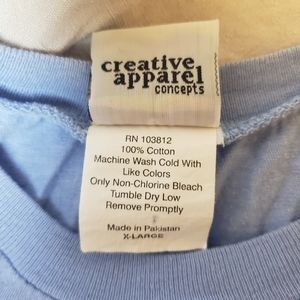 creative
apparel
concepts
RN 103812
100% Cotton
Machine Wash Cold With
Like Colors
Only Non-Chlorine Bleach
Tumble Dry Low
Remove Promptly
Made in Pakistan
X-LARGE